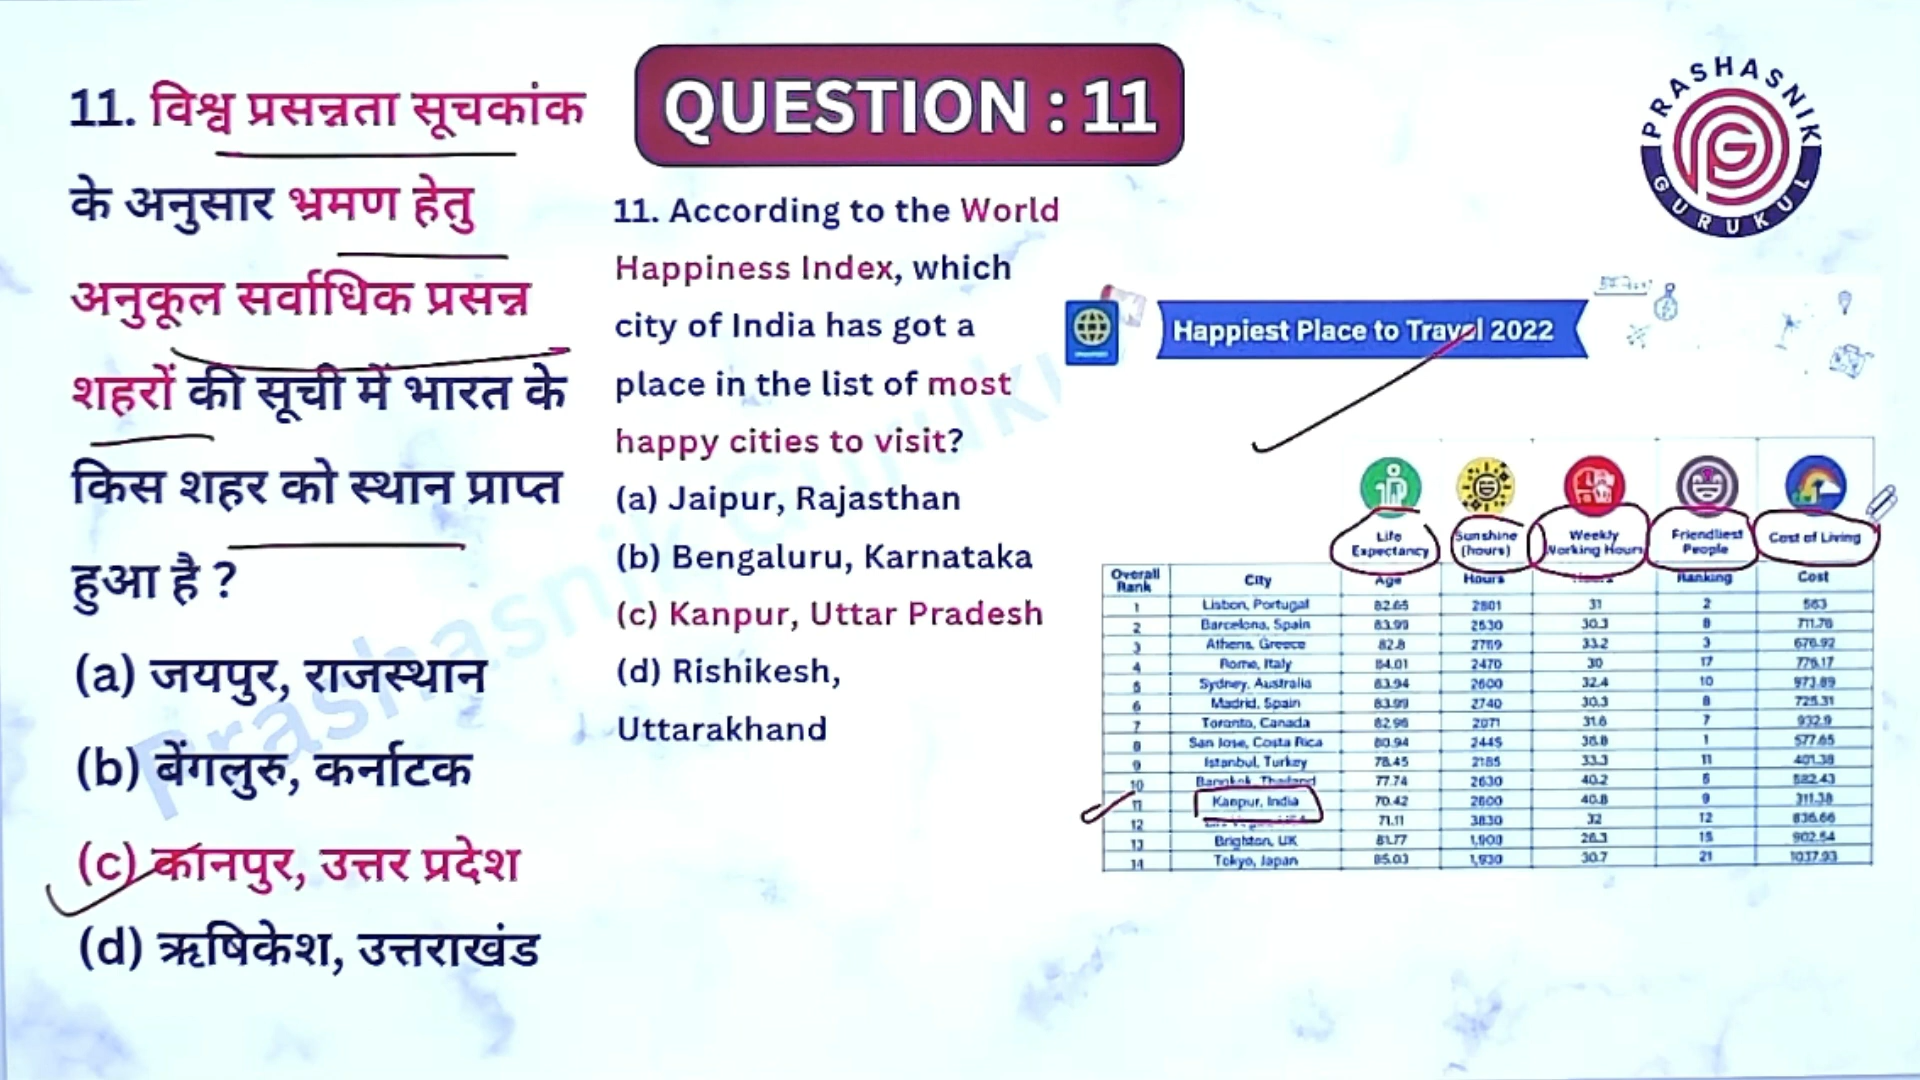 QUESTION : 11
PRASHASNIK GURUKUL
11. विश्व प्रसन्नता सूचकांक
के अनुसार भ्रमण हेतु
अनुकूल सर्वाधिक प्रसन्न
शहरों की सूची में भारत के
किस शहर को स्थान प्राप्त
हुआ है ?
(a) जयपुर, राजस्थान
(b) बेंगलुरु, कर्नाटक
(c) कानपुर, उत्तर प्रदेश
(d) ऋषिकेश, उत्तराखंड
11. According to the World
Happiness Index, which
city of India has got a
place in the list of most
happy cities to visit?
(a) Jaipur, Rajasthan
(b) Bengaluru, Karnataka
(c) Kanpur, Uttar Pradesh
(d) Rishikesh,
Uttarakhand
Prashasnik Gurukul
Happiest Place to Travel 2022
Life Expectancy Sunshine (hours) Weekly Working Hours Friendliest People Cost of Living
Overall Rank City Age Hours Hours Ranking Cost
1 Lisbon, Portugal 82.65 2801 31 2 563
2 Barcelona, Spain 83.99 2530 30.3 8 711.76
3 Athens, Greece 82.8 2769 33.2 3 676.92
4 Rome, Italy 84.01 2470 30 17 776.17
5 Sydney, Australia 83.94 2600 32.4 10 973.89
6 Madrid, Spain 83.99 2740 30.3 8 725.31
7 Toronto, Canada 82.96 2071 31.6 7 932.9
8 San Jose, Costa Rica 80.94 2445 36.8 1 577.65
9 Istanbul, Turkey 78.45 2185 33.3 11 401.38
10 Bangkok, Thailand 77.74 2630 40.2 582.43
11 Kanpur, India 70.42 2600 40.8 9 311.38
12 71.11 3830 32 12 836.66
13 Brighton, UK 81.77 1,903 26.3 15 902.54
14 Tokyo, Japan 85.03 1,930 30.7 21 1037.93